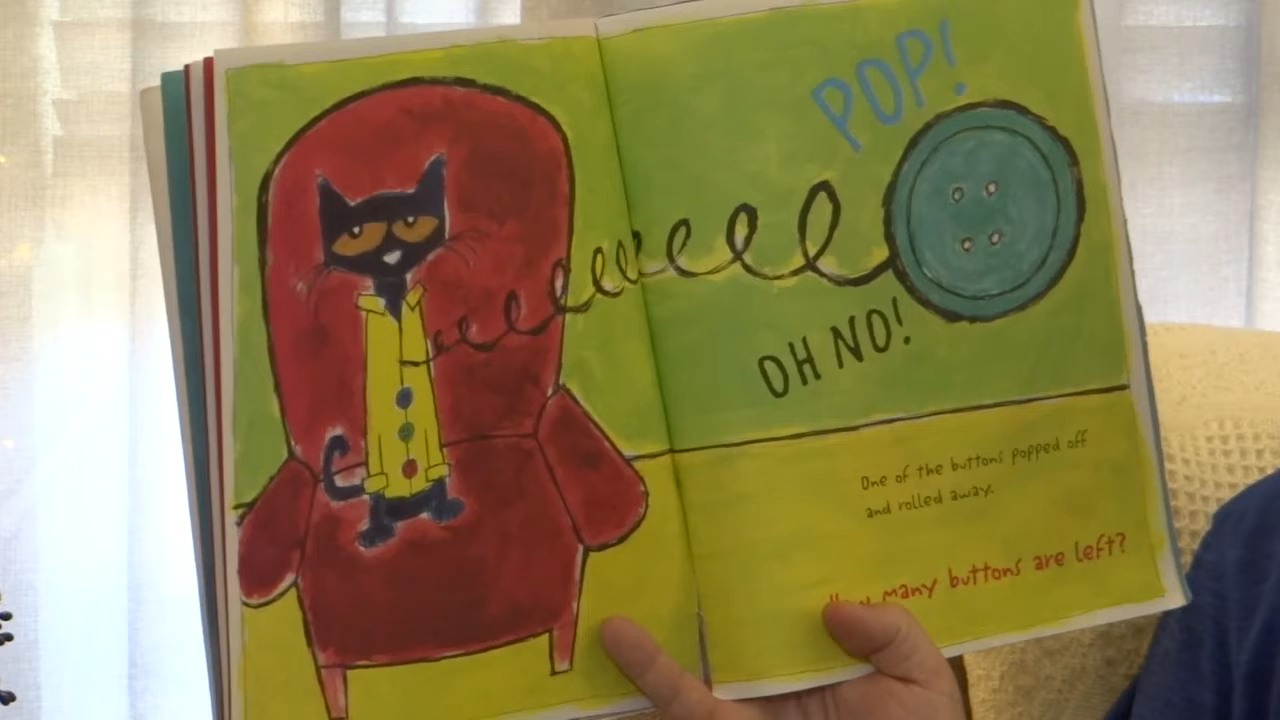 POP!
OH NO!
One of the buttons popped off
and rolled away.
How many buttons are left?